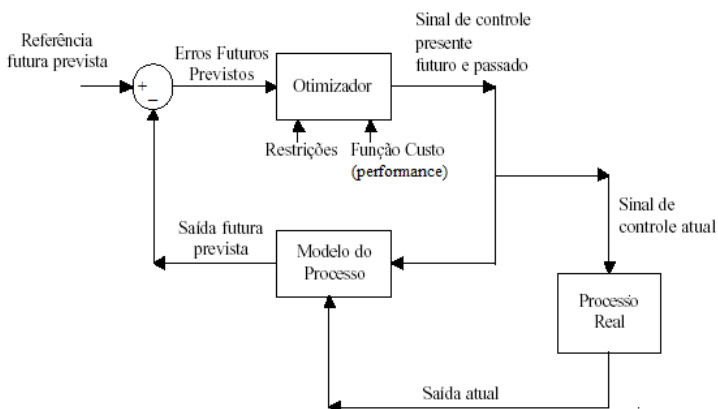 Referência
futura prevista
+
−
Erros Futuros
Previstos
Otimizador
Sinal de controle
presente
futuro e passado
Restrições
Função Custo
(performance)
Sinal de
controle atual
Saída futura
prevista
Modelo do
Processo
Processo
Real
Saída atual